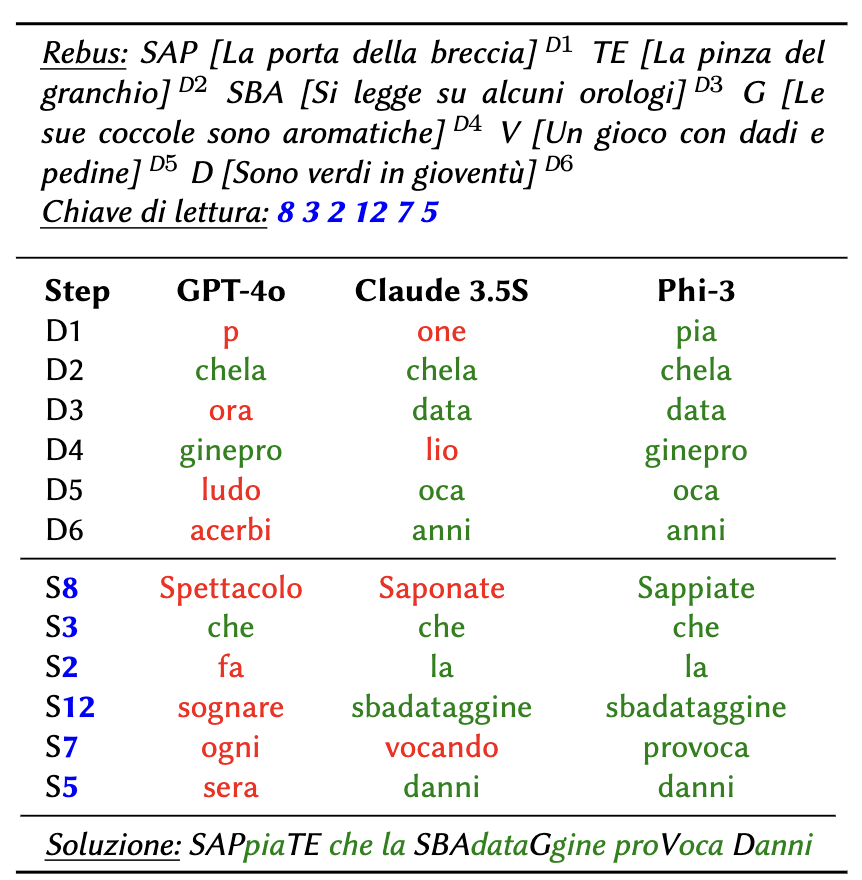 Rebus: SAP [La porta della breccia] D1 TE [La pinza del
granchio] D2 SBA [Si legge su alcuni orologi] D3 G [Le
sue coccole sono aromatiche] D4 V [Un gioco con dadi e
pedine] D5 D [Sono verdi in gioventù] D6
Chiave di lettura: 8 3 2 12 7 5
Step GPT-4o Claude 3.5S Phi-3
D1 p one pia
D2 chela chela chela
D3 ora data data
D4 ginepro lio ginepro
D5 ludo oca oca
D6 acerbi anni anni
S8 Spettacolo Saponate Sappiate
S3 che che che
S2 fa la la
S12 sognare sbadataggine sbadataggine
S7 ogni vocando provoca
S5 sera danni danni
Soluzione: SAPpiaTE che la SBAdataGgine proVoca Danni